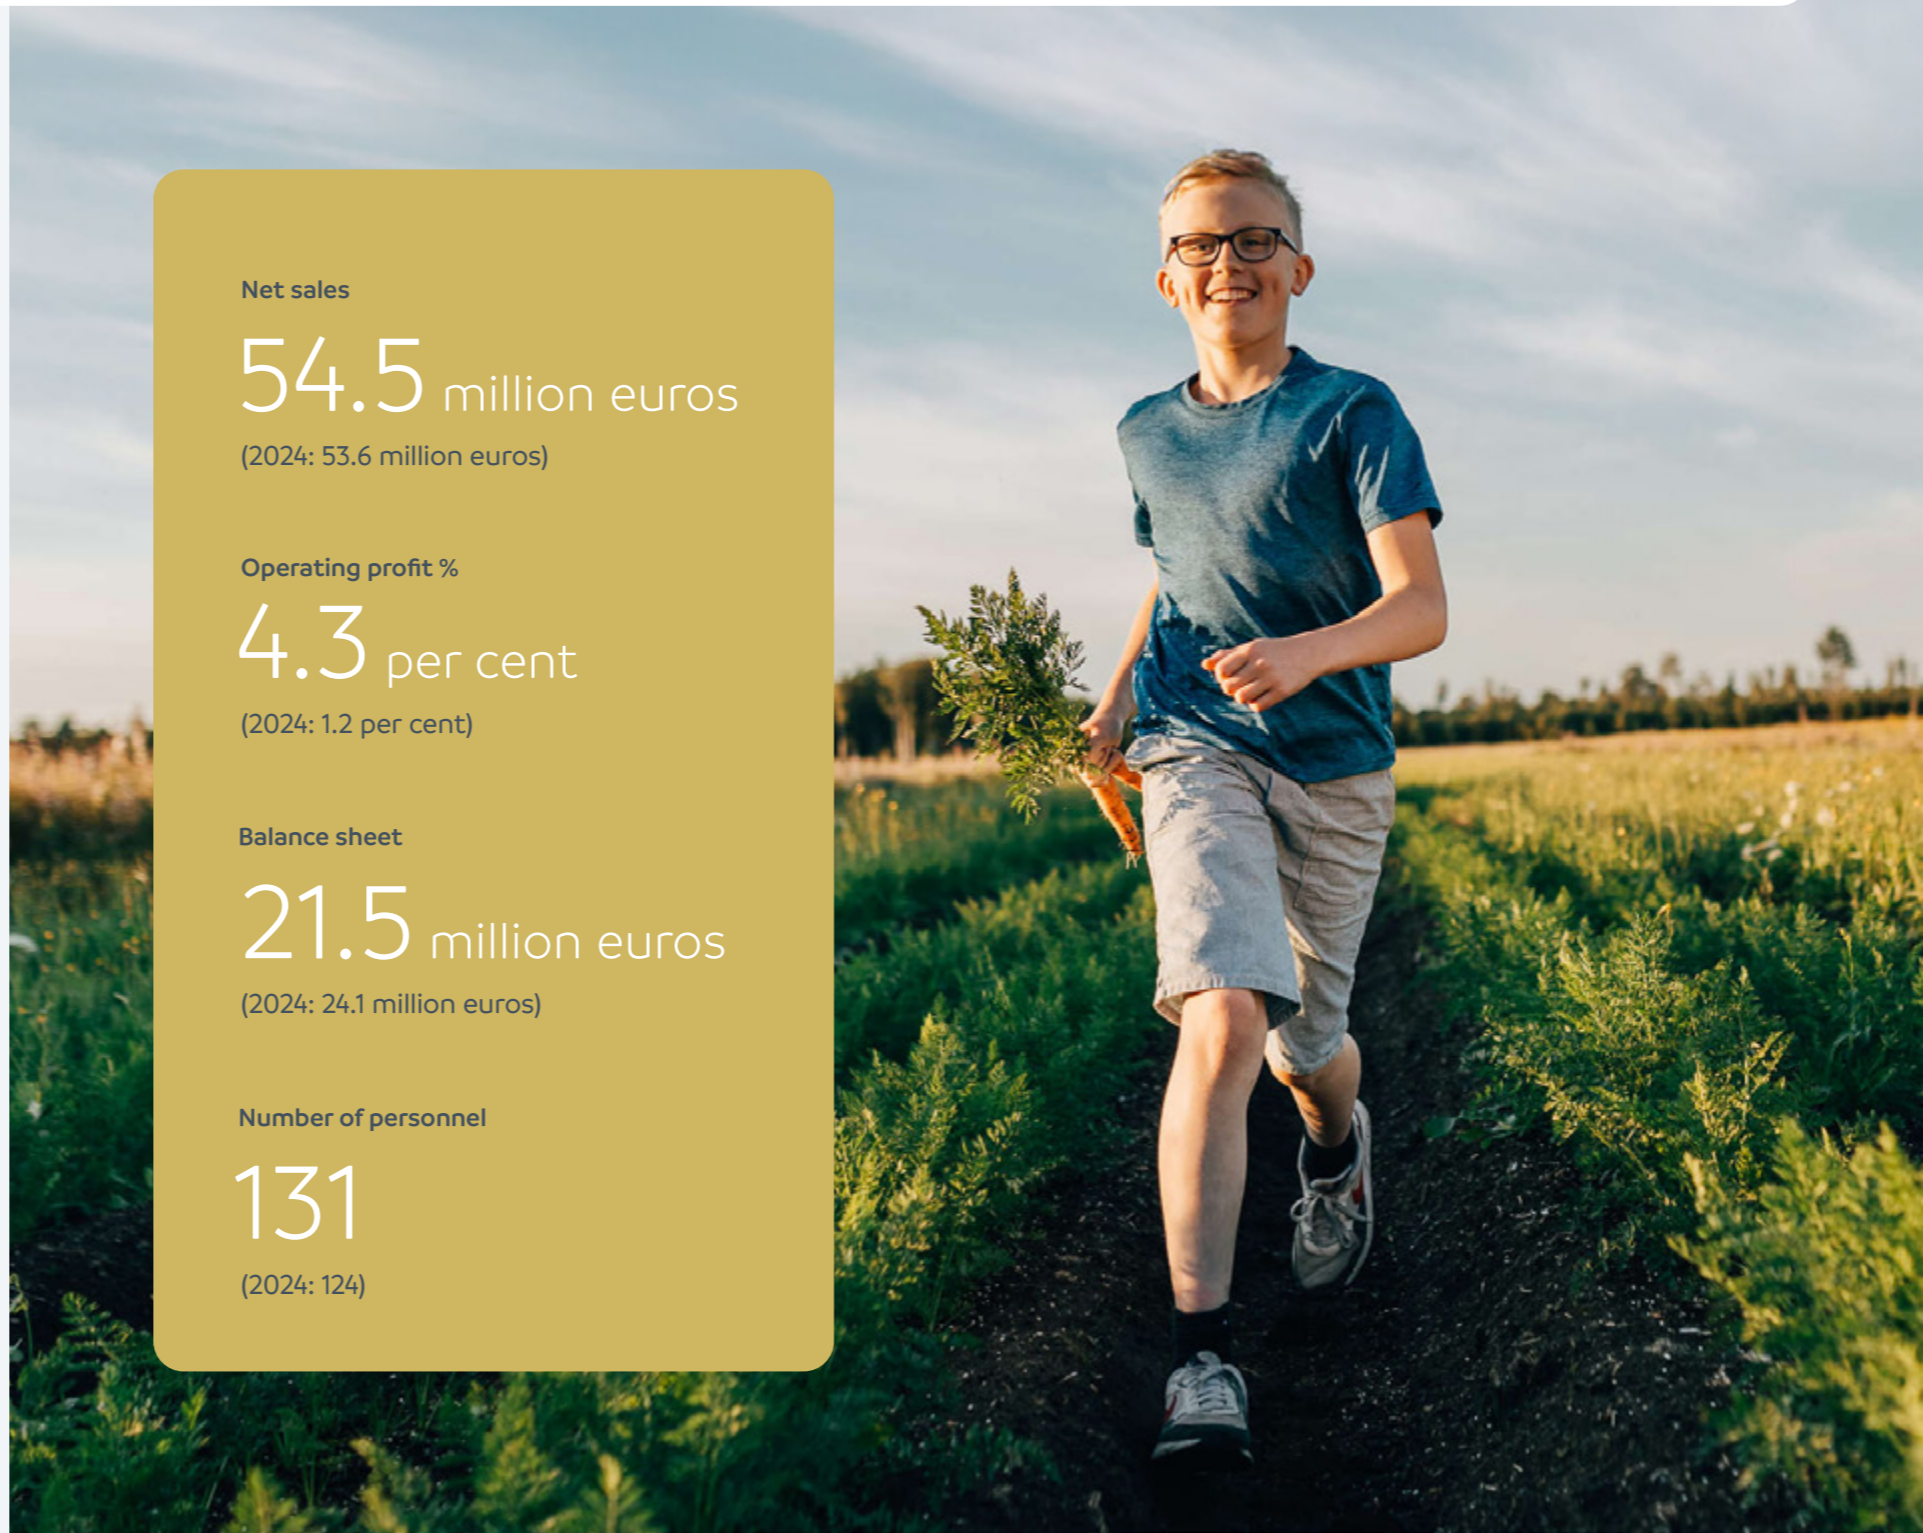 Net sales
54.5 million euros
(2024: 53.6 million euros)
Operating profit %
4.3 per cent
(2024: 1.2 per cent)
Balance sheet
21.5 million euros
(2024: 24.1 million euros)
Number of personnel
131
(2024: 124)